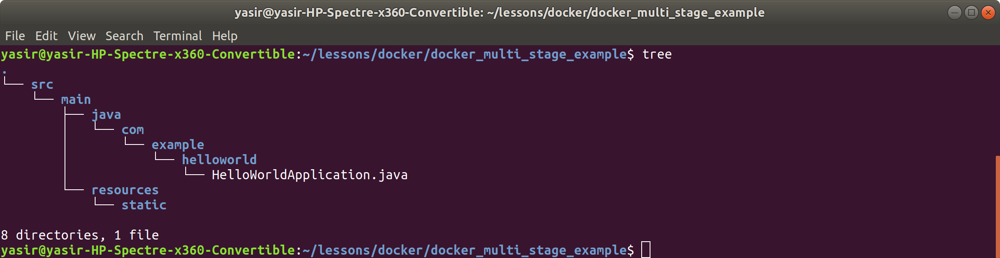 yasir@yasir-HP-Spectre-x360-Convertible: ~/lessons/docker/docker_multi_stage_example
File Edit View Search Terminal Help
yasir@yasir-HP-Spectre-x360-Convertible:~/lessons/docker/docker_multi_stage_example$ tree
.
└── src
    └── main
        ├── java
        │   └── com
        │       └── example
        │           └── helloworld
        │               └── HelloWorldApplication.java
        └── resources
            └── static

8 directories, 1 file
yasir@yasir-HP-Spectre-x360-Convertible:~/lessons/docker/docker_multi_stage_example$